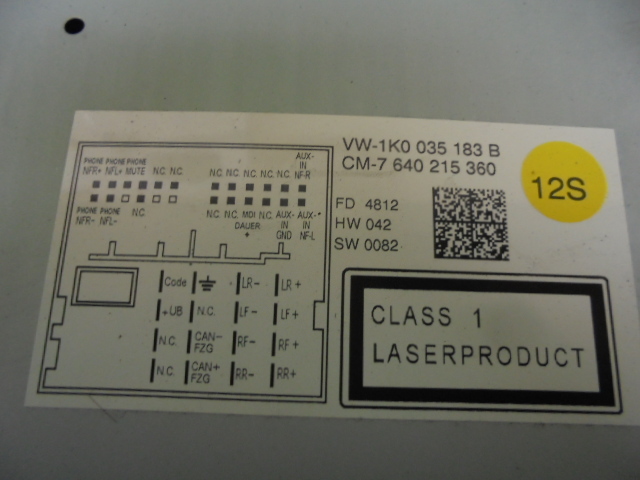 VW-1K0 035 183 B
CM-7 640 215 360
12S
FD 4812
HW 042
SW 0082
CLASS 1
LASERPRODUCT
PHONE PHONE PHONE AUX-
NFR+ NFL+ MUTE N.C. N.C. N.C. N.C. N.C. N.C. N.C. IN
NF-R
PHONE PHONE N.C. N.C. N.C. MDI N.C. AUX- AUX-
NFR- NFL- DAUER IN IN
+ GND NF-L
Code LR- LR+
+UB N.C. LF- LF+
N.C. CAN- RF- RF+
FZG
N.C. CAN+ RR- RR+
FZG